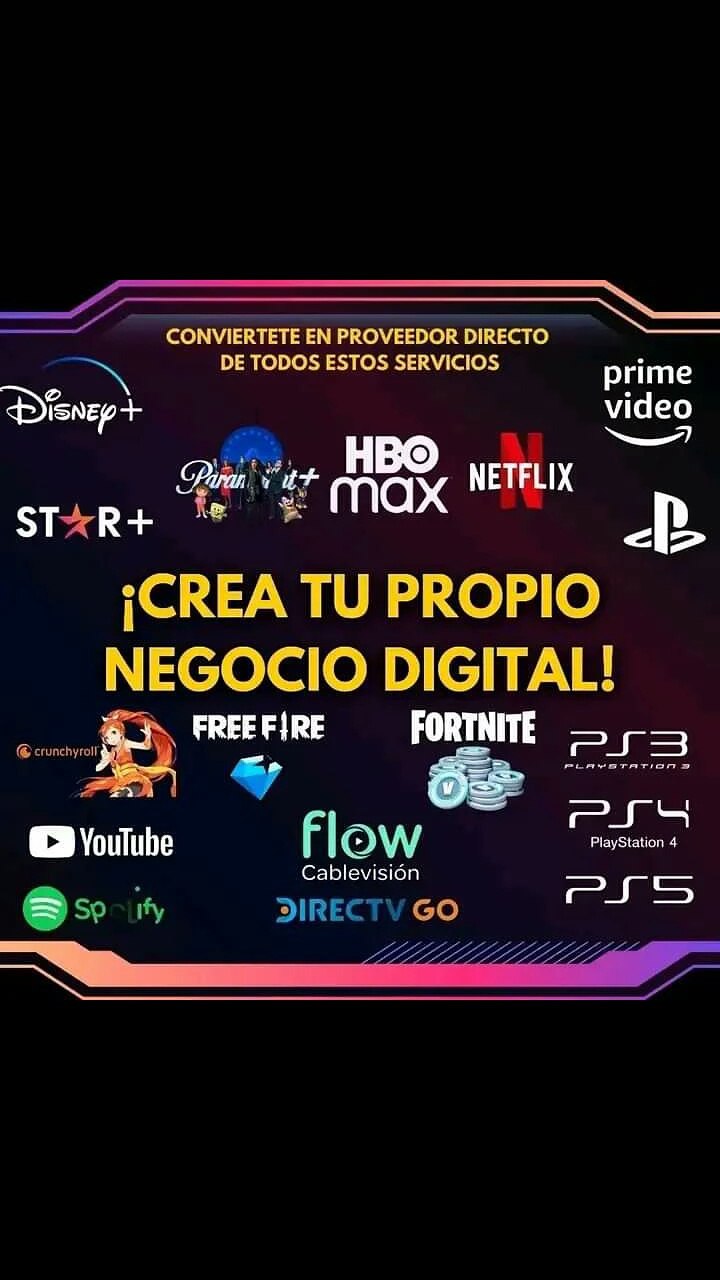 CONVIERTETE EN PROVEEDOR DIRECTO
DE TODOS ESTOS SERVICIOS
Disney+
prime
video
Paramount+
HBO
max
NETFLIX
ST★R+
¡CREA TU PROPIO
NEGOCIO DIGITAL!
crunchyroll
FREE FIRE
FORTNITE
V
PS3
PLAYSTATION 3
PS4
PlayStation 4
YouTube
flow
Cablevisión
PS5
Spotify
DIRECTV GO